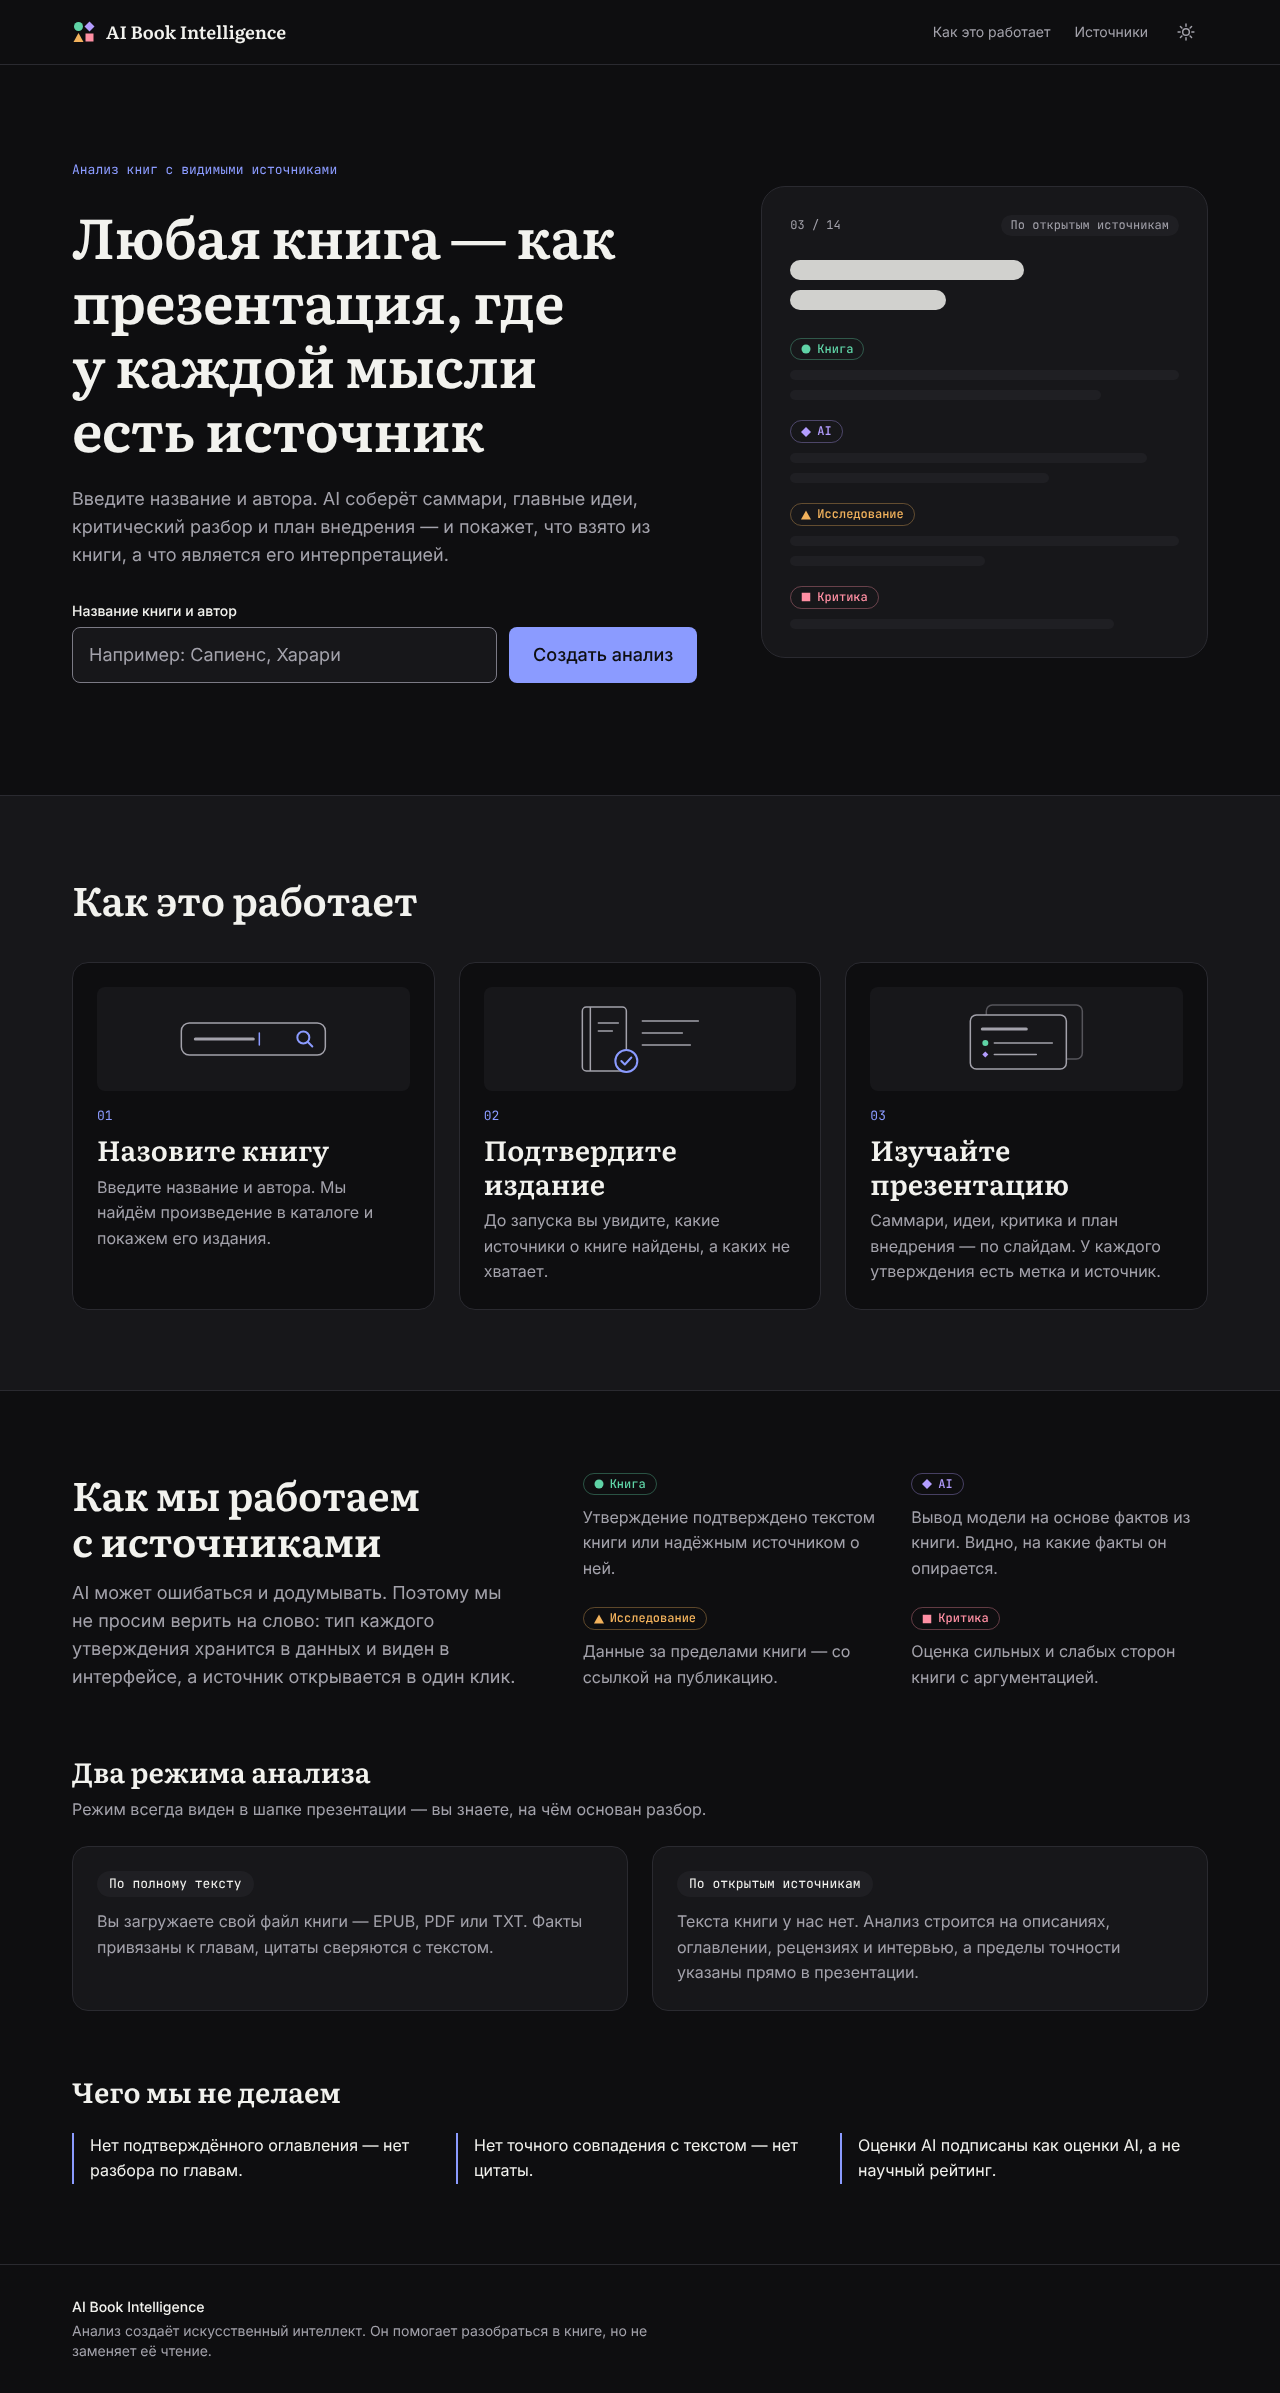 AI Book Intelligence
Как это работает
Источники
Анализ книг с видимыми источниками
Любая книга — как
презентация, где
у каждой мысли
есть источник
Введите название и автора. AI соберёт саммари, главные идеи,
критический разбор и план внедрения — и покажет, что взято из
книги, а что является его интерпретацией.
Название книги и автор
Например: Сапиенс, Харари
Создать анализ
03 / 14
По открытым источникам
Книга
AI
Исследование
Критика
Как это работает
01
Назовите книгу
Введите название и автора. Мы
найдём произведение в каталоге и
покажем его издания.
02
Подтвердите
издание
До запуска вы увидите, какие
источники о книге найдены, а каких не
хватает.
03
Изучайте
презентацию
Саммари, идеи, критика и план
внедрения — по слайдам. У каждого
утверждения есть метка и источник.
Как мы работаем
с источниками
AI может ошибаться и додумывать. Поэтому мы
не просим верить на слово: тип каждого
утверждения хранится в данных и виден в
интерфейсе, а источник открывается в один клик.
Книга
Утверждение подтверждено текстом
книги или надёжным источником о
ней.
AI
Вывод модели на основе фактов из
книги. Видно, на какие факты он
опирается.
Исследование
Данные за пределами книги — со
ссылкой на публикацию.
Критика
Оценка сильных и слабых сторон
книги с аргументацией.
Два режима анализа
Режим всегда виден в шапке презентации — вы знаете, на чём основан разбор.
По полному тексту
Вы загружаете свой файл книги — EPUB, PDF или TXT. Факты
привязаны к главам, цитаты сверяются с текстом.
По открытым источникам
Текста книги у нас нет. Анализ строится на описаниях,
оглавлении, рецензиях и интервью, а пределы точности
указаны прямо в презентации.
Чего мы не делаем
Нет подтверждённого оглавления — нет
разбора по главам.
Нет точного совпадения с текстом — нет
цитаты.
Оценки AI подписаны как оценки AI, а не
научный рейтинг.
AI Book Intelligence
Анализ создаёт искусственный интеллект. Он помогает разобраться в книге, но не
заменяет её чтение.